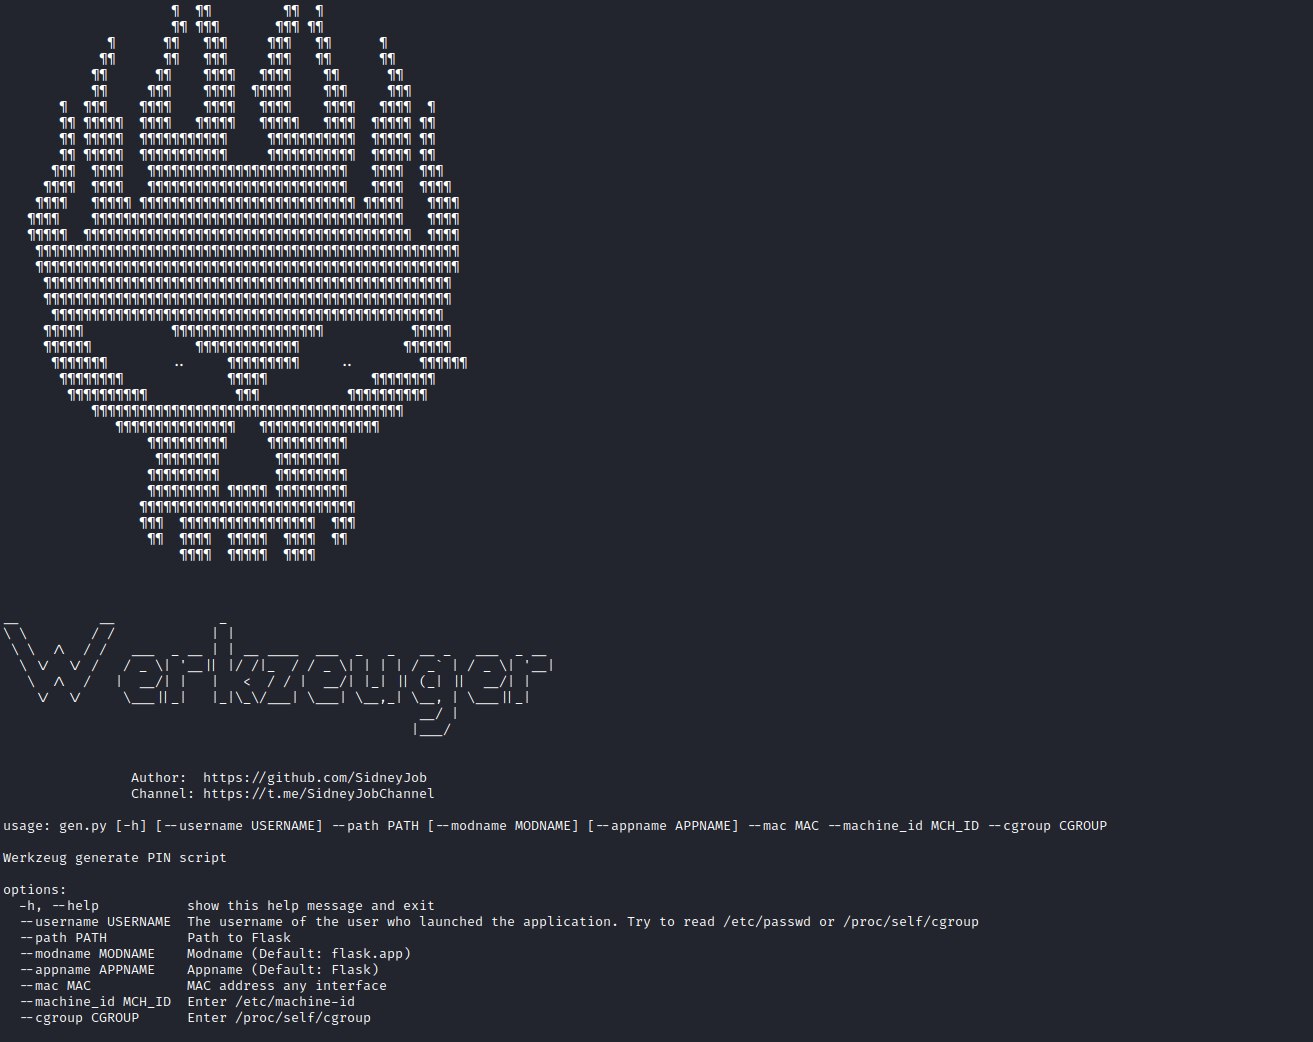 Werkzeuger
Author:  https://github.com/SidneyJob
Channel: https://t.me/SidneyJobChannel
usage: gen.py [-h] [--username USERNAME] --path PATH [--modname MODNAME] [--appname APPNAME] --mac MAC --machine_id MCH_ID --cgroup CGROUP
Werkzeug generate PIN script
options:
-h, --help           show this help message and exit
--username USERNAME  The username of the user who launched the application. Try to read /etc/passwd or /proc/self/cgroup
--path PATH          Path to Flask
--modname MODNAME    Modname (Default: flask.app)
--appname APPNAME    Appname (Default: Flask)
--mac MAC            MAC address any interface
--machine_id MCH_ID  Enter /etc/machine-id
--cgroup CGROUP      Enter /proc/self/cgroup